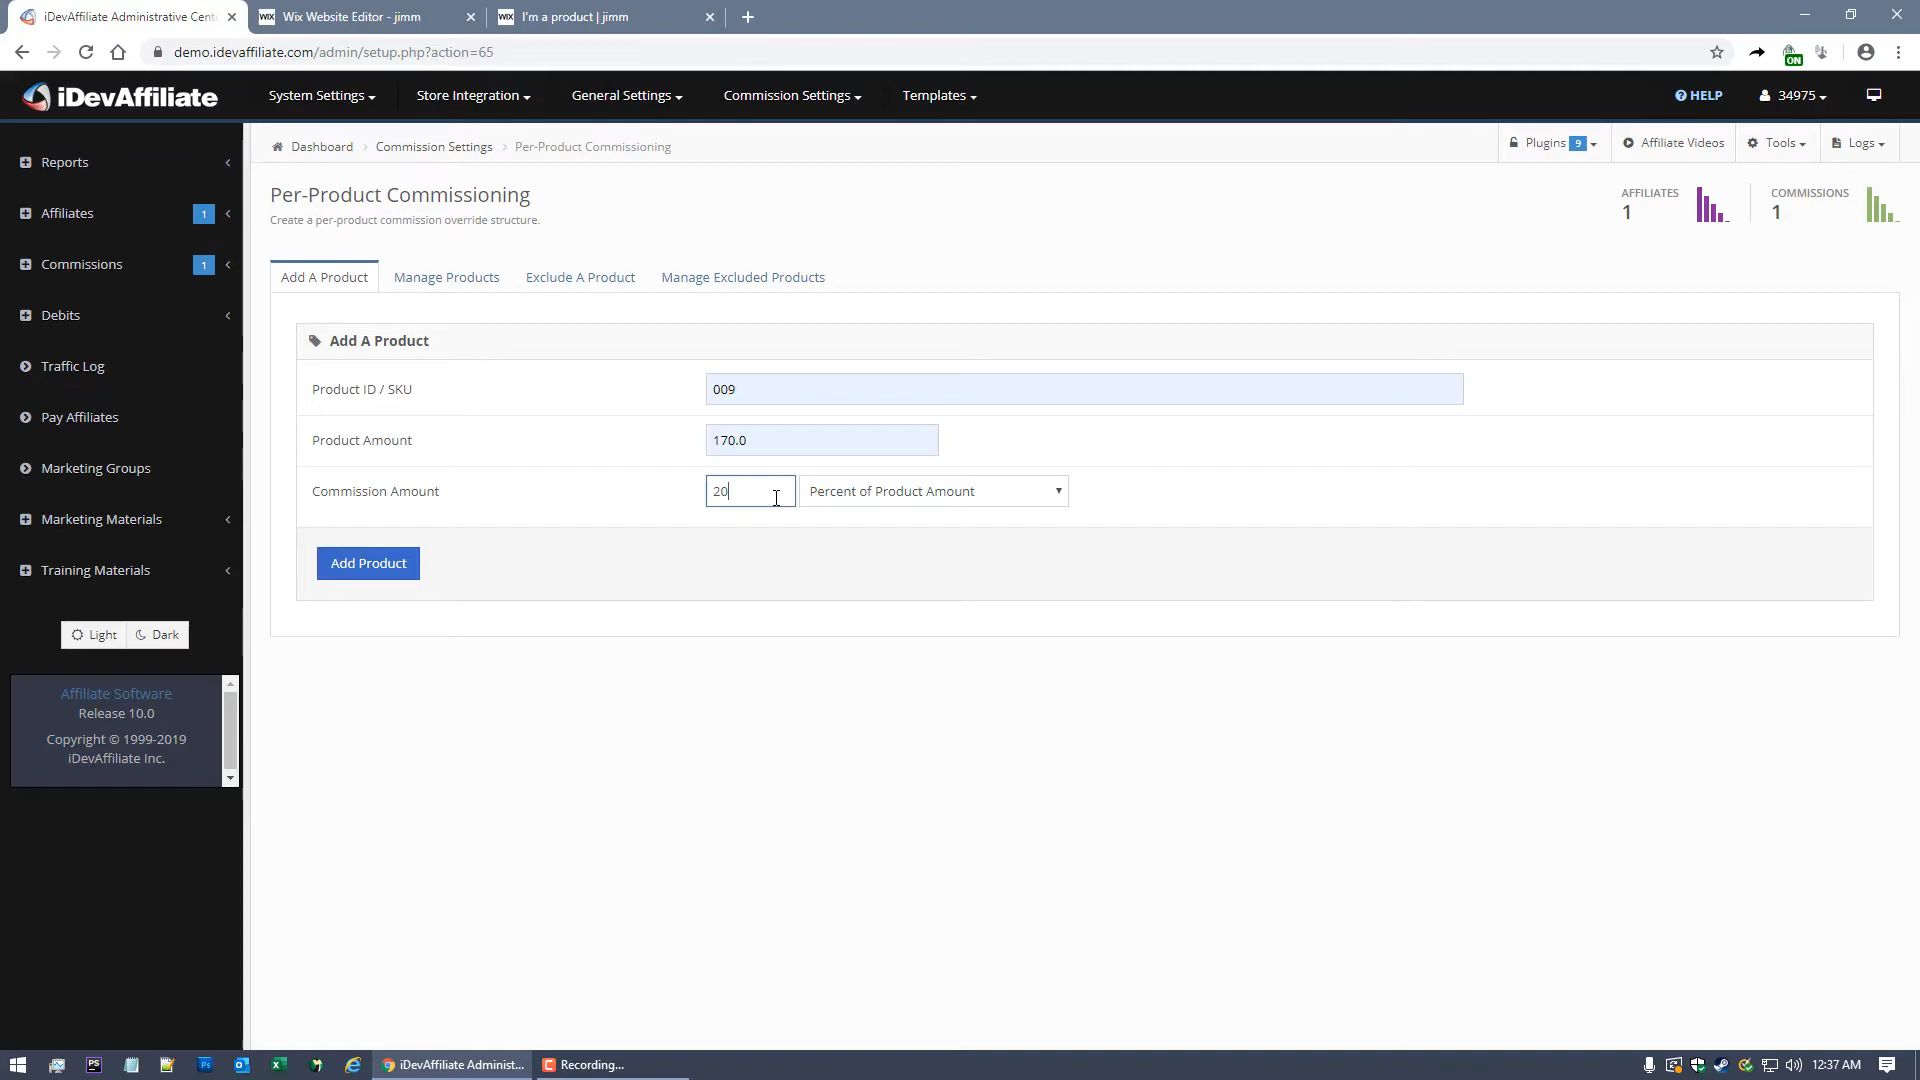 iDevAffiliate Administrative Cent
Wix Website Editor - jimm
I'm a product | jimm
demo.idevaffiliate.com/admin/setup.php?action=65
ON
iDevAffiliate
System Settings
Store Integration
General Settings
Commission Settings
Templates
HELP
34975
Reports
Affiliates 1
Commissions 1
Debits
Traffic Log
Pay Affiliates
Marketing Groups
Marketing Materials
Training Materials
Light
Dark
Affiliate Software
Release 10.0
Copyright © 1999-2019
iDevAffiliate Inc.
Dashboard
Commission Settings
Per-Product Commissioning
Plugins 9
Affiliate Videos
Tools
Logs
Per-Product Commissioning
Create a per-product commission override structure.
AFFILIATES
1
COMMISSIONS
1
Add A Product
Manage Products
Exclude A Product
Manage Excluded Products
Add A Product
Product ID / SKU
009
Product Amount
170.0
Commission Amount
20
Percent of Product Amount
Add Product
iDevAffiliate Administ...
Recording...
12:37 AM